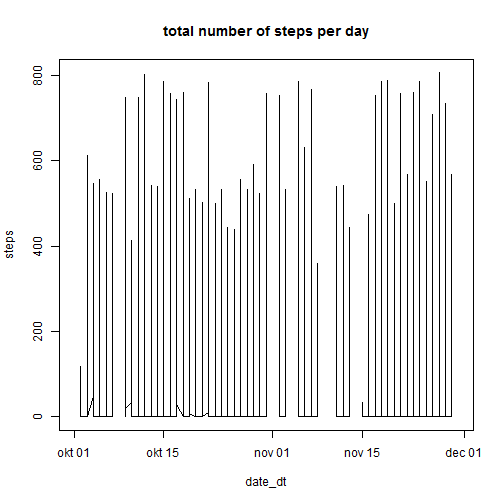 total number of steps per day
steps
800
600
400
200
0
okt 01
okt 15
nov 01
nov 15
dec 01
date_dt